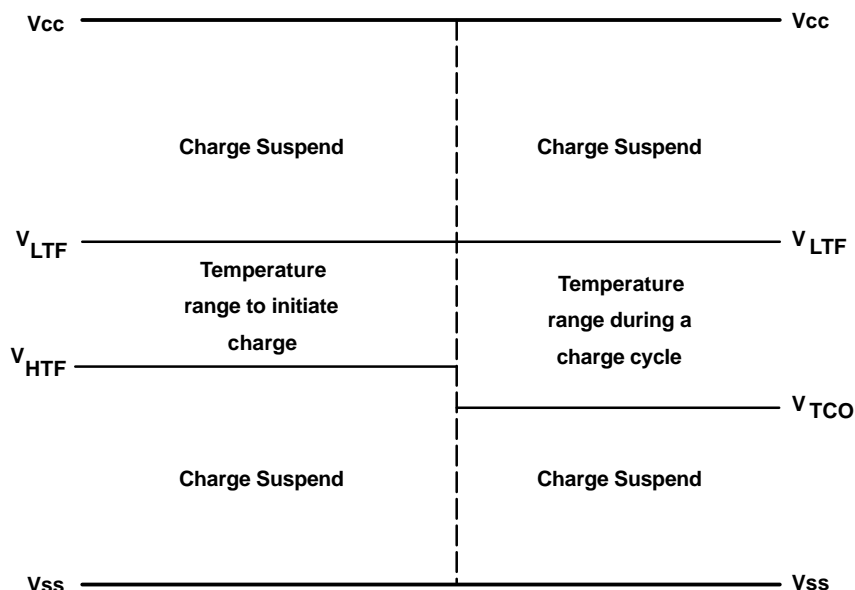 Vcc
Vcc
Charge Suspend
Charge Suspend
VLTF
VLTF
Temperature
range to initiate
charge
Temperature
range during a
charge cycle
VHTF
VTCO
Charge Suspend
Charge Suspend
Vss
Vss